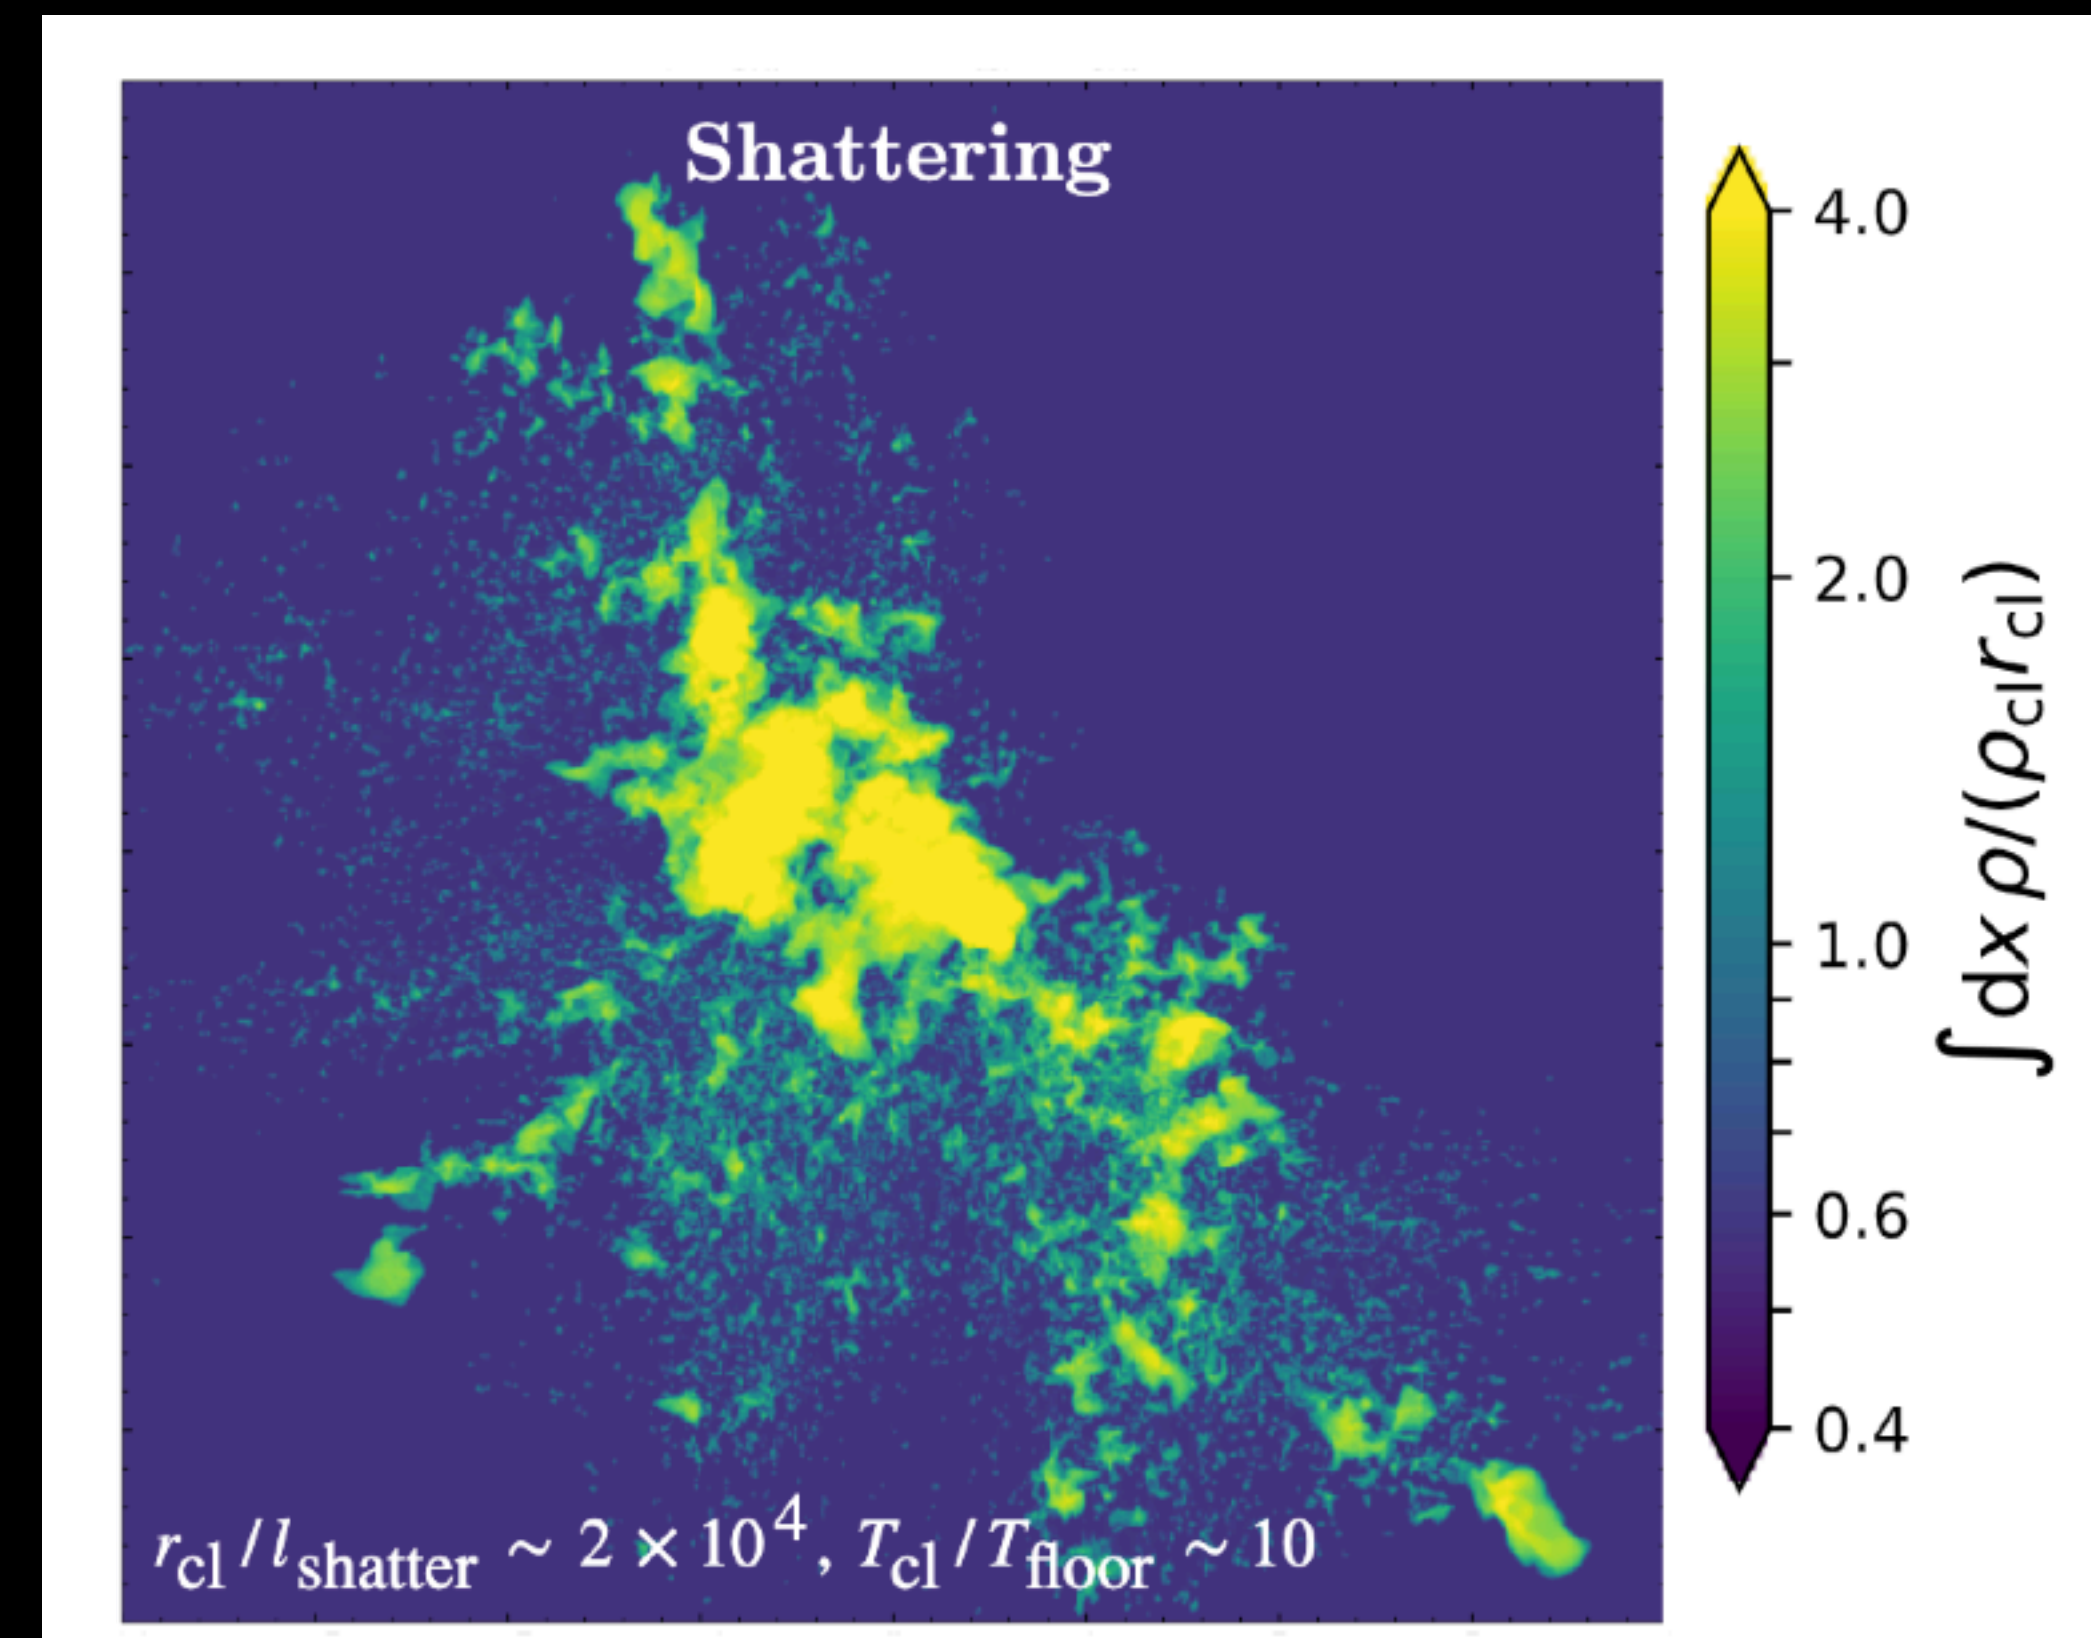 Shattering
r_cl / l_shatter ~ 2 × 10^4, T_cl / T_floor ~ 10
4.0
2.0
1.0
0.6
0.4
∫dx ρ/(ρ_cl r_cl)